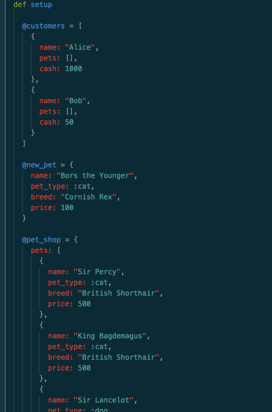 def setup
@customers = [
{
name: "Alice",
pets: [],
cash: 1000
},
{
name: "Bob",
pets: [],
cash: 50
}
]
@new_pet = {
name: "Bors the Younger",
pet_type: :cat,
breed: "Cornish Rex",
price: 100
}
@pet_shop = {
pets: [
{
name: "Sir Percy",
pet_type: :cat,
breed: "British Shorthair",
price: 500
},
{
name: "King Bagdemagus",
pet_type: :cat,
breed: "British Shorthair",
price: 500
},
{
name: "Sir Lancelot",
pet_type: :dog,